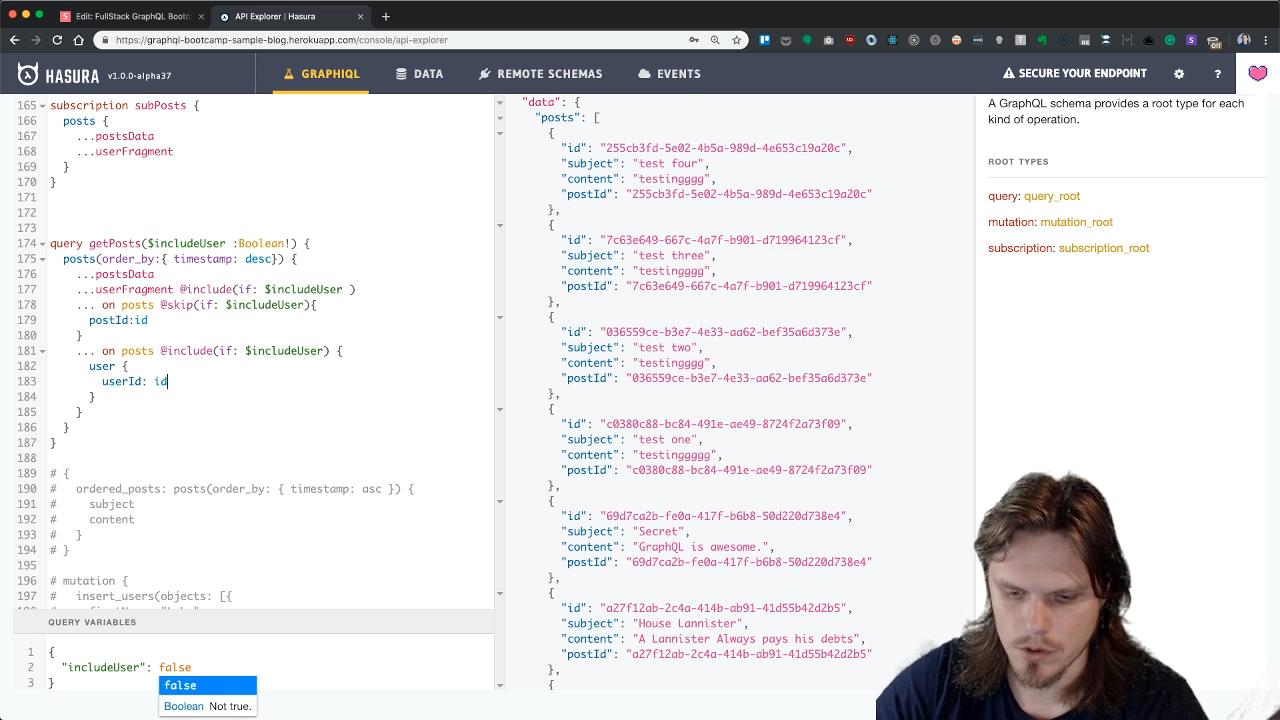 Edit: FullStack GraphQL Bootc
API Explorer | Hasura
https://graphql-bootcamp-sample-blog.herokuapp.com/console/api-explorer
HASURA v1.0.0-alpha37
GRAPHIQL
DATA
REMOTE SCHEMAS
EVENTS
SECURE YOUR ENDPOINT
?
165 subscription subPosts {
166 posts {
167 ...postsData
168 ...userFragment
169 }
170 }
171
172
173
174 query getPosts($includeUser :Boolean!) {
175 posts(order_by:{ timestamp: desc}) {
176 ...postsData
177 ...userFragment @include(if: $includeUser )
178 ... on posts @skip(if: $includeUser){
179 postId:id
180 }
181 ... on posts @include(if: $includeUser) {
182 user {
183 userId: id
184 }
185 }
186 }
187 }
188
189 # {
190 # ordered_posts: posts(order_by: { timestamp: asc }) {
191 # subject
192 # content
193 # }
194 # }
195
196 # mutation {
197 # insert_users(objects: [{
QUERY VARIABLES
1 {
2 "includeUser": false
3 }
false
Boolean Not true.
"data": {
"posts": [
{
"id": "255cb3fd-5e02-4b5a-989d-4e653c19a20c",
"subject": "test four",
"content": "testingggg",
"postId": "255cb3fd-5e02-4b5a-989d-4e653c19a20c"
},
{
"id": "7c63e649-667c-4a7f-b901-d719964123cf",
"subject": "test three",
"content": "testingggg",
"postId": "7c63e649-667c-4a7f-b901-d719964123cf"
},
{
"id": "036559ce-b3e7-4e33-aa62-bef35a6d373e",
"subject": "test two",
"content": "testingggg",
"postId": "036559ce-b3e7-4e33-aa62-bef35a6d373e"
},
{
"id": "c0380c88-bc84-491e-ae49-8724f2a73f09",
"subject": "test one",
"content": "testinggggg",
"postId": "c0380c88-bc84-491e-ae49-8724f2a73f09"
},
{
"id": "69d7ca2b-fe0a-417f-b6b8-50d220d738e4",
"subject": "Secret",
"content": "GraphQL is awesome.",
"postId": "69d7ca2b-fe0a-417f-b6b8-50d220d738e4"
},
{
"id": "a27f12ab-2c4a-414b-ab91-41d55b42d2b5",
"subject": "House Lannister",
"content": "A Lannister Always pays his debts",
"postId": "a27f12ab-2c4a-414b-ab91-41d55b42d2b5"
},
{
A GraphQL schema provides a root type for each
kind of operation.
ROOT TYPES
query: query_root
mutation: mutation_root
subscription: subscription_root